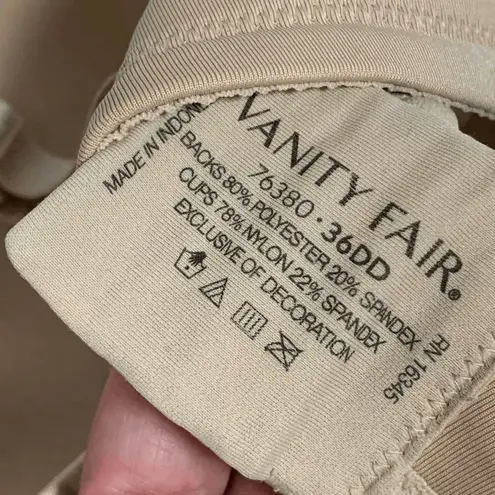 VANITY FAIR®
76380 · 36DD
BACKS 80% POLYESTER 20% SPANDEX
CUPS 78% NYLON 22% SPANDEX
EXCLUSIVE OF DECORATION
MADE IN
RN 16345